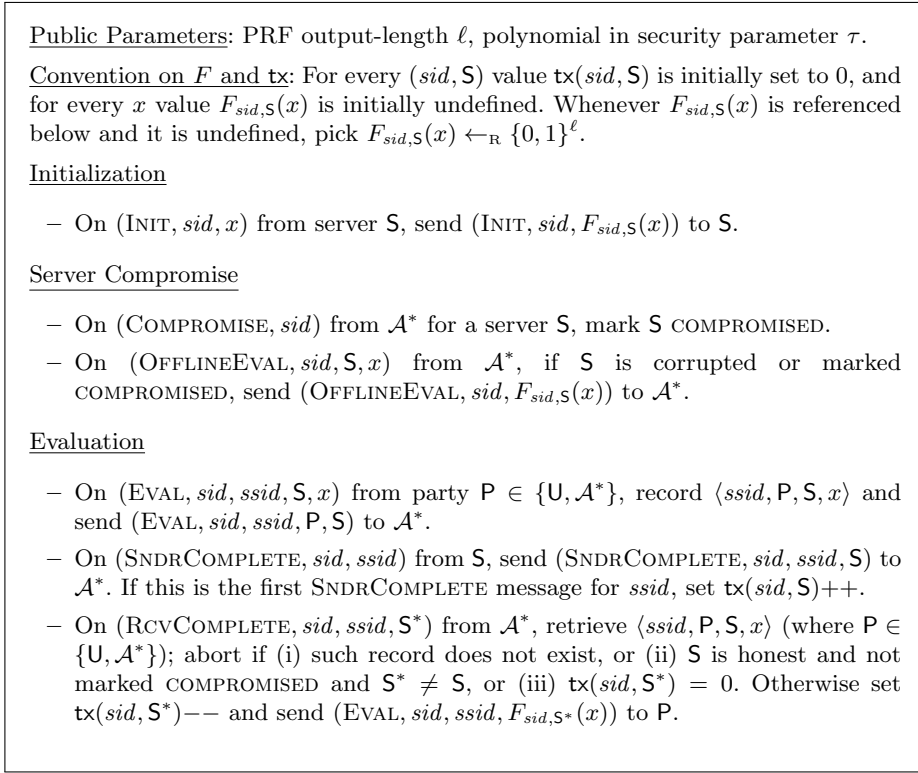 Public Parameters: PRF output-length ℓ, polynomial in security parameter τ.
Convention on F and tx: For every (sid, S) value tx(sid, S) is initially set to 0, and
for every x value F_{sid,S}(x) is initially undefined. Whenever F_{sid,S}(x) is referenced
below and it is undefined, pick F_{sid,S}(x) ←_R {0, 1}^ℓ.
Initialization
– On (INIT, sid, x) from server S, send (INIT, sid, F_{sid,S}(x)) to S.
Server Compromise
– On (COMPROMISE, sid) from A* for a server S, mark S COMPROMISED.
– On (OFFLINEEVAL, sid, S, x) from A*, if S is corrupted or marked
COMPROMISED, send (OFFLINEEVAL, sid, F_{sid,S}(x)) to A*.
Evaluation
– On (EVAL, sid, ssid, S, x) from party P ∈ {U, A*}, record ⟨ssid, P, S, x⟩ and
send (EVAL, sid, ssid, P, S) to A*.
– On (SNDRCOMPLETE, sid, ssid) from S, send (SNDRCOMPLETE, sid, ssid, S) to
A*. If this is the first SNDRCOMPLETE message for ssid, set tx(sid, S)++.
– On (RCVCOMPLETE, sid, ssid, S*) from A*, retrieve ⟨ssid, P, S, x⟩ (where P ∈
{U, A*}); abort if (i) such record does not exist, or (ii) S is honest and not
marked COMPROMISED and S* ≠ S, or (iii) tx(sid, S*) = 0. Otherwise set
tx(sid, S*)−− and send (EVAL, sid, ssid, F_{sid,S*}(x)) to P.